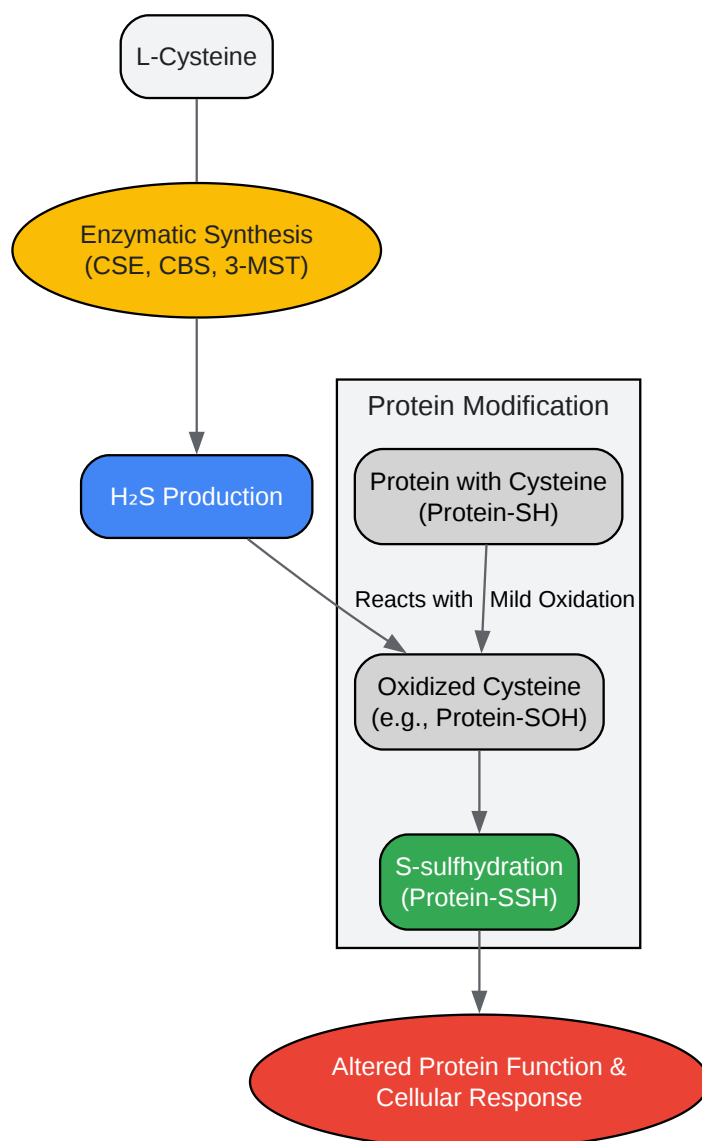 L-Cysteine
Enzymatic Synthesis
(CSE, CBS, 3-MST)
H₂S Production
Protein Modification
Protein with Cysteine
(Protein-SH)
Reacts with
Mild Oxidation
Oxidized Cysteine
(e.g., Protein-SOH)
S-sulfhydration
(Protein-SSH)
Altered Protein Function &
Cellular Response